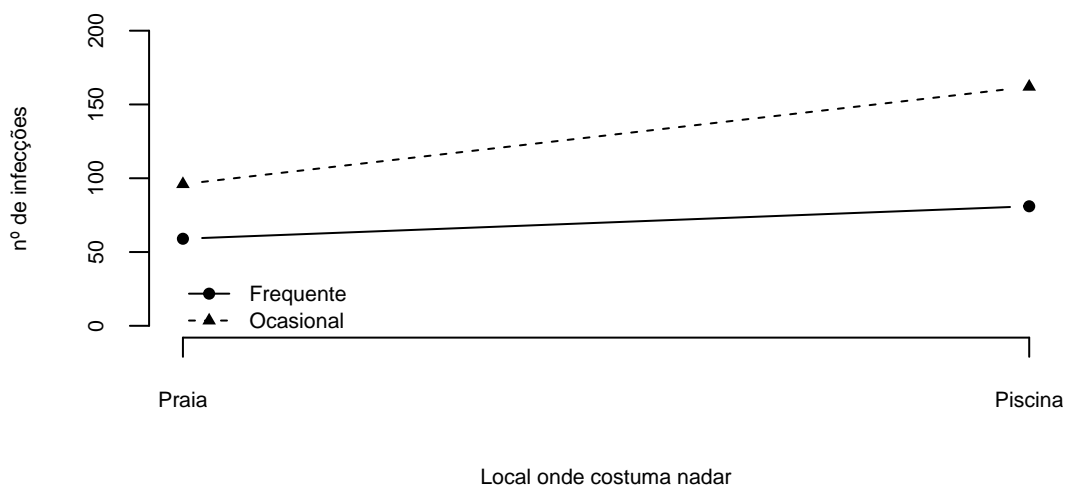 nº de infecções
200
150
100
50
0
Frequente
Ocasional
Praia
Piscina
Local onde costuma nadar